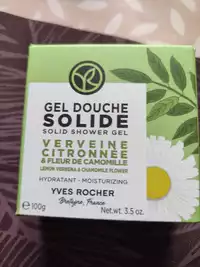 GEL DOUCHE
SOLIDE
SOLID SHOWER GEL
VERVEINE
CITRONNÉE
& FLEUR DE CAMOMILLE
LEMON VERBENA & CHAMOMILE FLOWER
HYDRATANT - MOISTURIZING
YVES ROCHER
Bretagne, France
℮ 100g
Net wt. 3.5 oz.